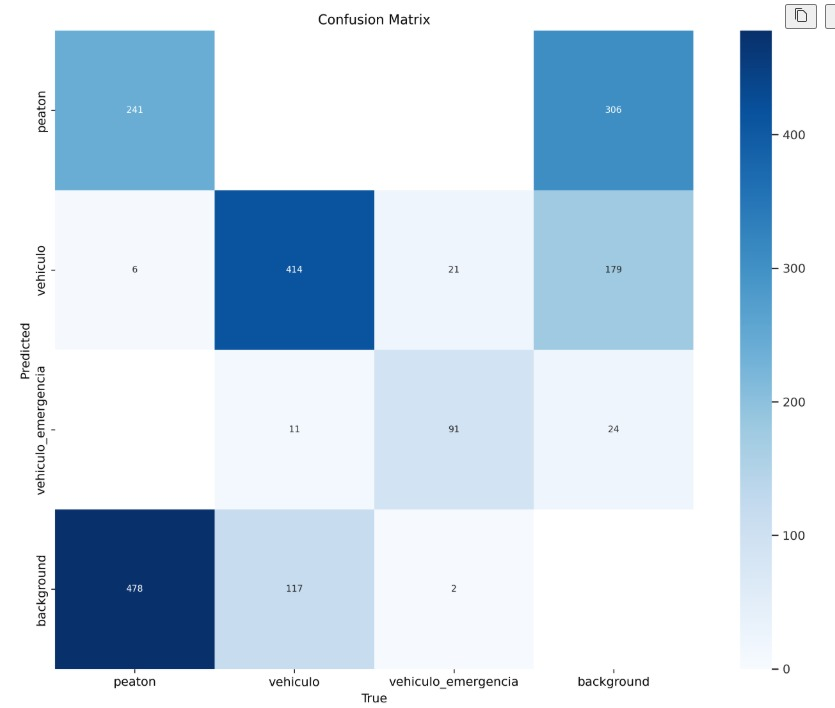 Confusion Matrix
peaton
241
306
400
vehiculo
6
414
21
179
300
Predicted
200
vehiculo_emergencia
11
91
24
100
background
478
117
2
0
peaton
vehiculo
vehiculo_emergencia
background
True